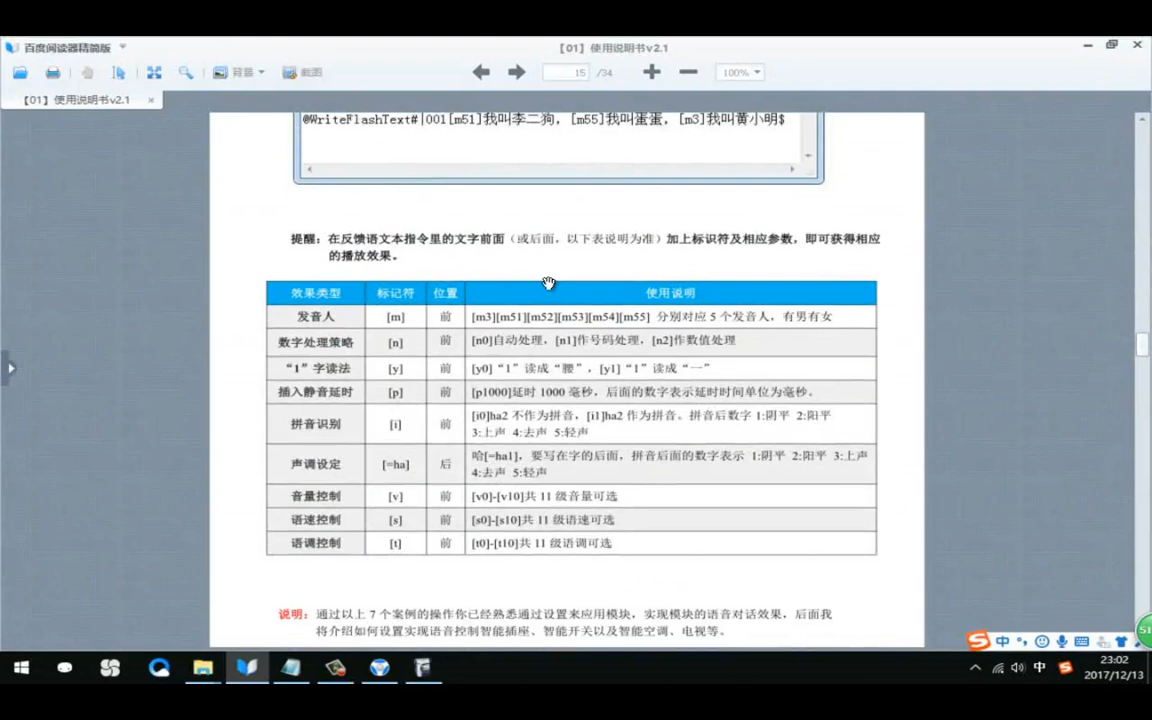 百度阅读器精简版
【01】使用说明书v2.1
背景
截图
15 /34
100%
【01】使用说明书v2.1 ×
@WriteFlashText#|001[m51]我叫李二狗，[m55]我叫蛋蛋，[m3]我叫黄小明$
提醒：在反馈语文本指令里的文字前面（或后面，以下表说明为准）加上标识符及相应参数，即可获得相应
的播放效果。
效果类型 标记符 位置 使用说明
发音人 [m] 前 [m3][m51][m52][m53][m54][m55] 分别对应 5 个发音人，有男有女
数字处理策略 [n] 前 [n0]自动处理，[n1]作号码处理，[n2]作数值处理
“1”字读法 [y] 前 [y0] “1”读成“腰”，[y1] “1”读成“一”
插入静音延时 [p] 前 [p1000]延时 1000 毫秒，后面的数字表示延时时间单位为毫秒。
拼音识别 [i] 前 [i0]ha2 不作为拼音，[i1]ha2 作为拼音。拼音后数字 1:阴平 2:阳平
3:上声 4:去声 5:轻声
声调设定 [=ha] 后 哈[=ha1]，要写在字的后面，拼音后面的数字表示 1:阴平 2:阳平 3:上声
4:去声 5:轻声
音量控制 [v] 前 [v0]-[v10]共 11 级音量可选
语速控制 [s] 前 [s0]-[s10]共 11 级语速可选
语调控制 [t] 前 [t0]-[t10]共 11 级语调可选
说明：通过以上 7 个案例的操作你已经熟悉通过设置来应用模块，实现模块的语音对话效果，后面我
将介绍如何设置实现语音控制智能插座、智能开关以及智能空调、电视等。
中
51
中
23:02
2017/12/13